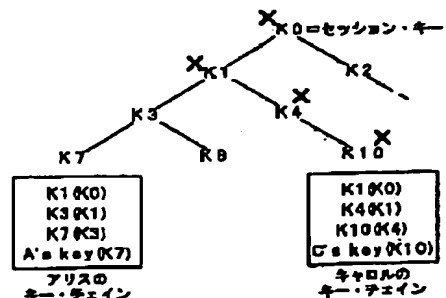 ×K0=セッション・キー
×K1 K2
K3 K4×
K7 K8 K10×
K1(K0)
K3(K1)
K7(K3)
A's key(K7)
アリスの
キー・チェイン
K1(K0)
K4(K1)
K10(K4)
C's key(K10)
キャロルの
キー・チェイン